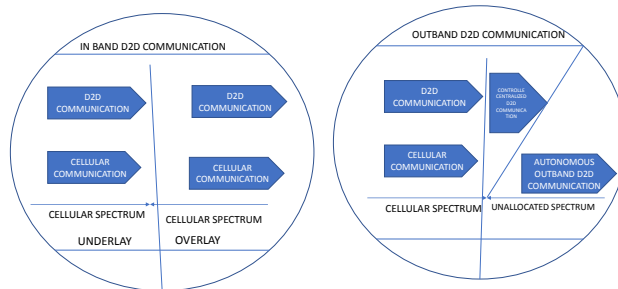 IN BAND D2D COMMUNICATION
D2D
COMMUNICATION
D2D
COMMUNICATION
CELLULAR
COMMUNICATION
CELLULAR
COMMUNICATION
CELLULAR SPECTRUM
CELLULAR SPECTRUM
UNDERLAY
OVERLAY
OUTBAND D2D COMMUNICATION
D2D
COMMUNICATION
CONTROLLE
CENTRALIZED
D2D
COMMUNICA
TION
CELLULAR
COMMUNICATION
AUTONOMOUS
OUTBAND D2D
COMMUNICATION
CELLULAR SPECTRUM
UNALLOCATED SPECTRUM